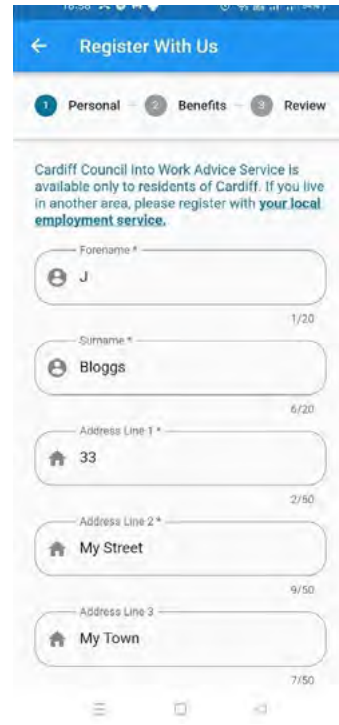 Register With Us
1 Personal 2 Benefits 3 Review
Cardiff Council Into Work Advice Service is
available only to residents of Cardiff. If you live
in another area, please register with your local
employment service.
Forename *
J
1/20
Surname *
Bloggs
6/20
Address Line 1 *
33
2/50
Address Line 2 *
My Street
9/50
Address Line 3
My Town
7/50